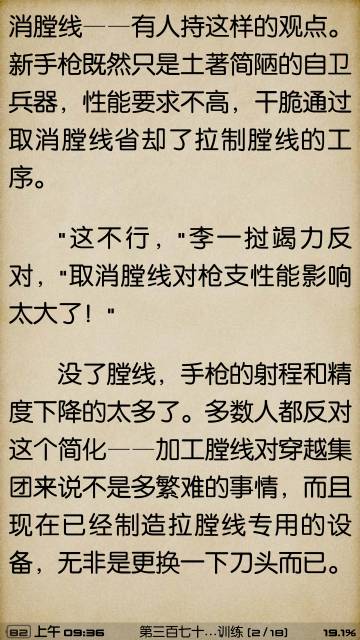 消膛线——有人持这样的观点。
新手枪既然只是土著简陋的自卫
兵器，性能要求不高，干脆通过
取消膛线省却了拉制膛线的工
序。
"这不行，"李一挝竭力反
对，"取消膛线对枪支性能影响
太大了！"
没了膛线，手枪的射程和精
度下降的太多了。多数人都反对
这个简化——加工膛线对穿越集
团来说不是多繁难的事情，而且
现在已经制造拉膛线专用的设
备，无非是更换一下刀头而已。
82 上午 09:36 第三百七十...训练 (2/18) 19.1%